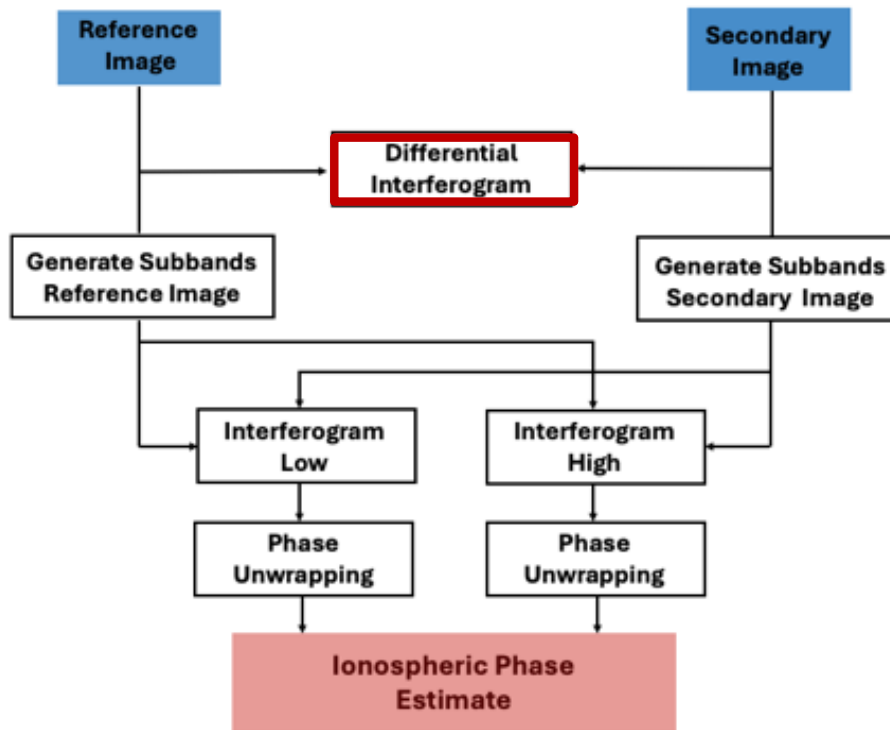 Reference
Image
Secondary
Image
Differential
Interferogram
Generate Subbands
Reference Image
Generate Subbands
Secondary Image
Interferogram
Low
Interferogram
High
Phase
Unwrapping
Phase
Unwrapping
Ionospheric Phase
Estimate